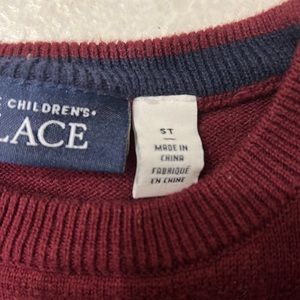 CHILDREN'S
LACE
5T
MADE IN
CHINA
FABRIQUÉ
EN CHINE